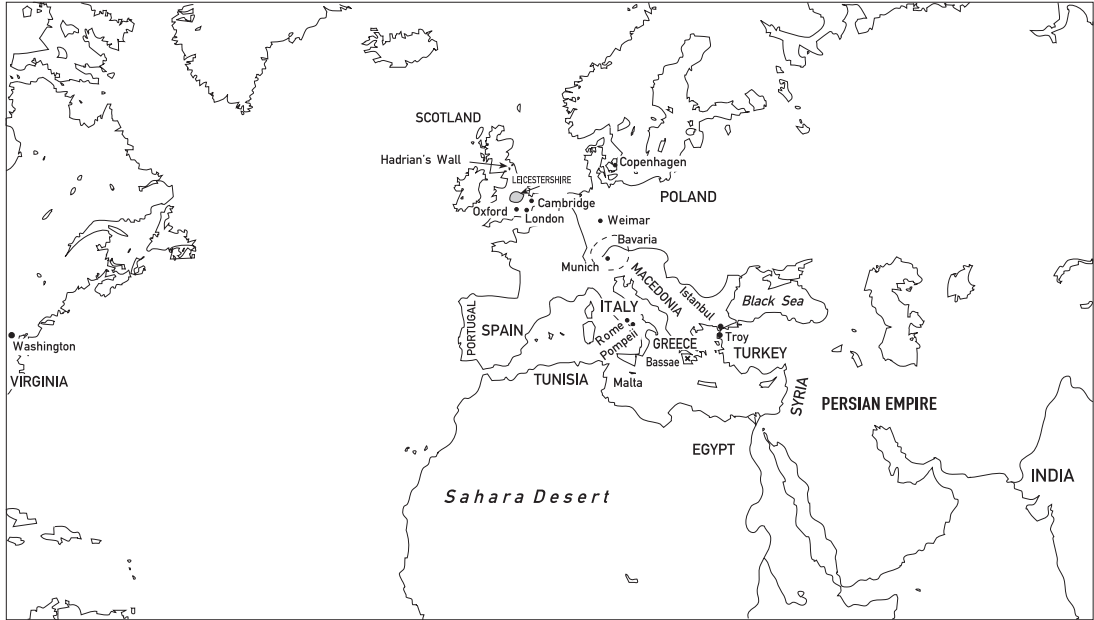 SCOTLAND
Hadrian's Wall
LEICESTERSHIRE
Copenhagen
Cambridge
Oxford
London
POLAND
Weimar
Bavaria
Munich
MACEDONIA
Istanbul
Black Sea
PORTUGAL
SPAIN
ITALY
Rome
Pompeii
GREECE
Bassae
Troy
TURKEY
Washington
VIRGINIA
TUNISIA
Malta
SYRIA
PERSIAN EMPIRE
EGYPT
INDIA
Sahara Desert